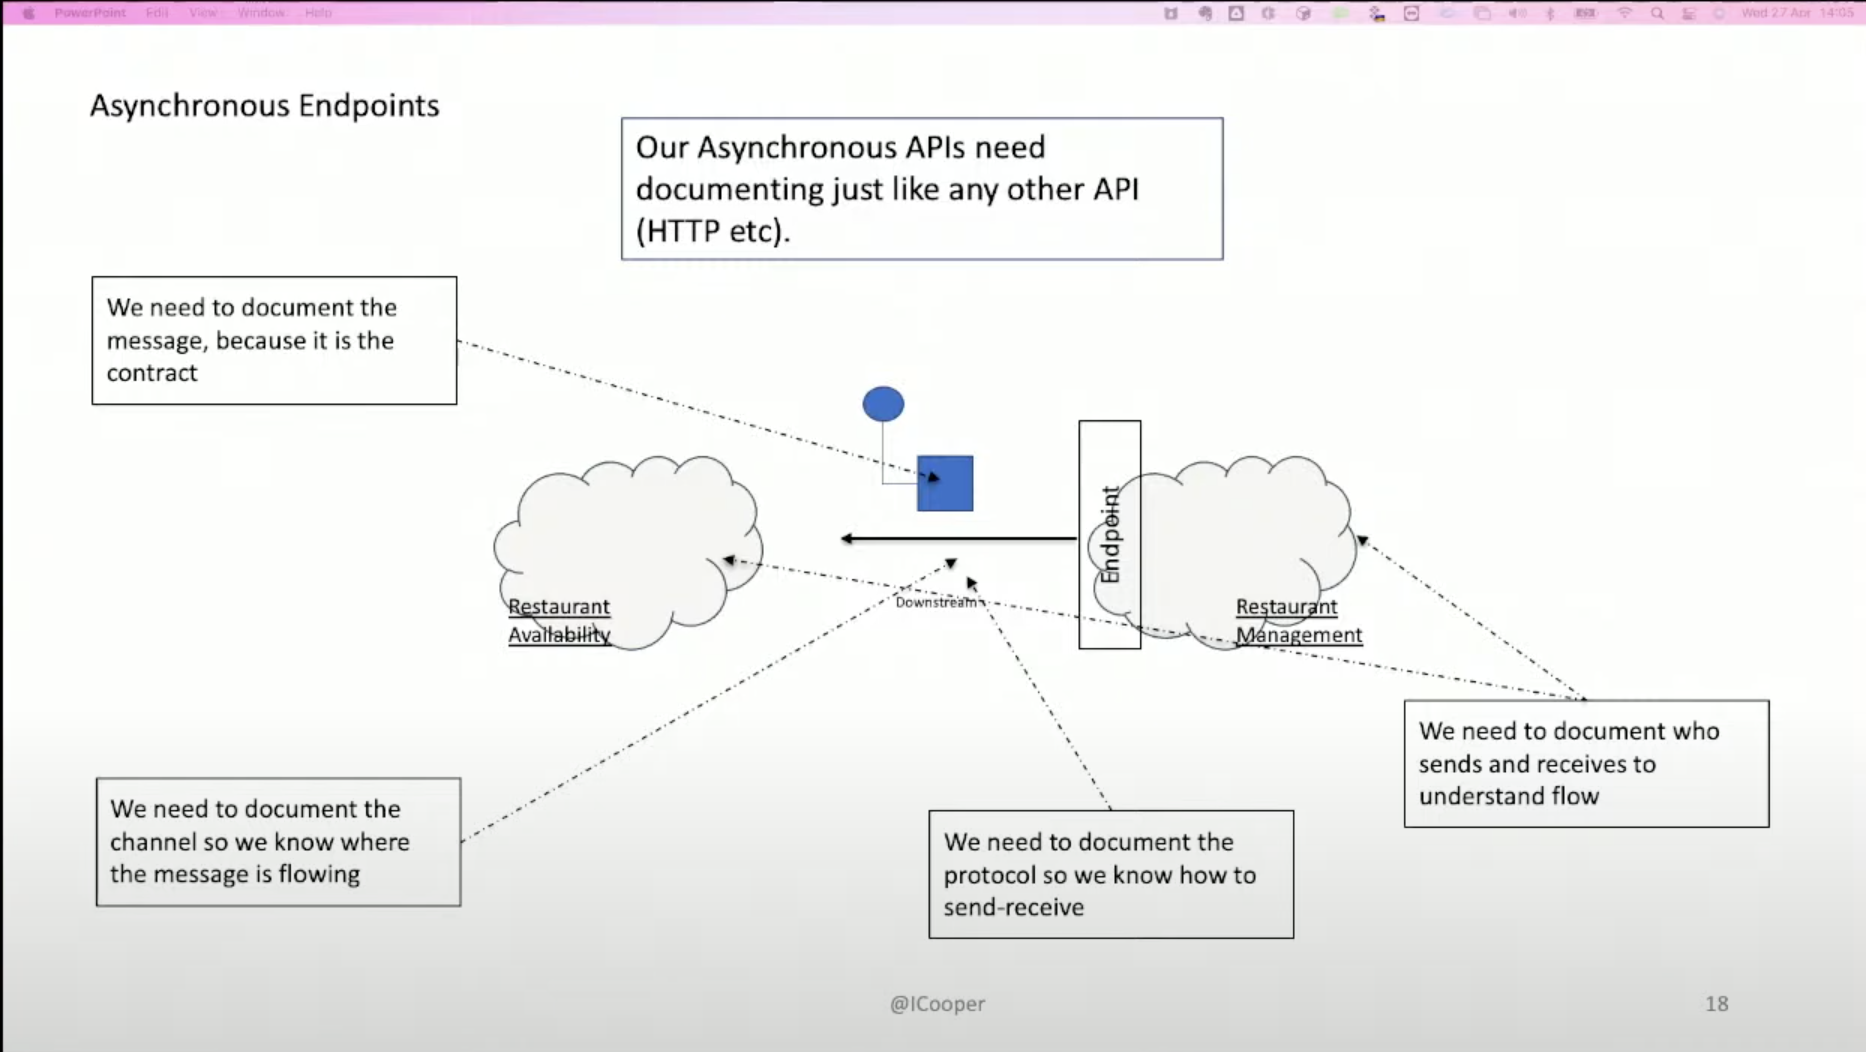 PowerPoint Edit View Window Help
Wed 27 Apr 14:05
Asynchronous Endpoints
Our Asynchronous APIs need
documenting just like any other API
(HTTP etc).
We need to document the
message, because it is the
contract
Endpoint
Downstream
Restaurant
Availability
Restaurant
Management
We need to document who
sends and receives to
understand flow
We need to document the
channel so we know where
the message is flowing
We need to document the
protocol so we know how to
send-receive
@ICooper
18